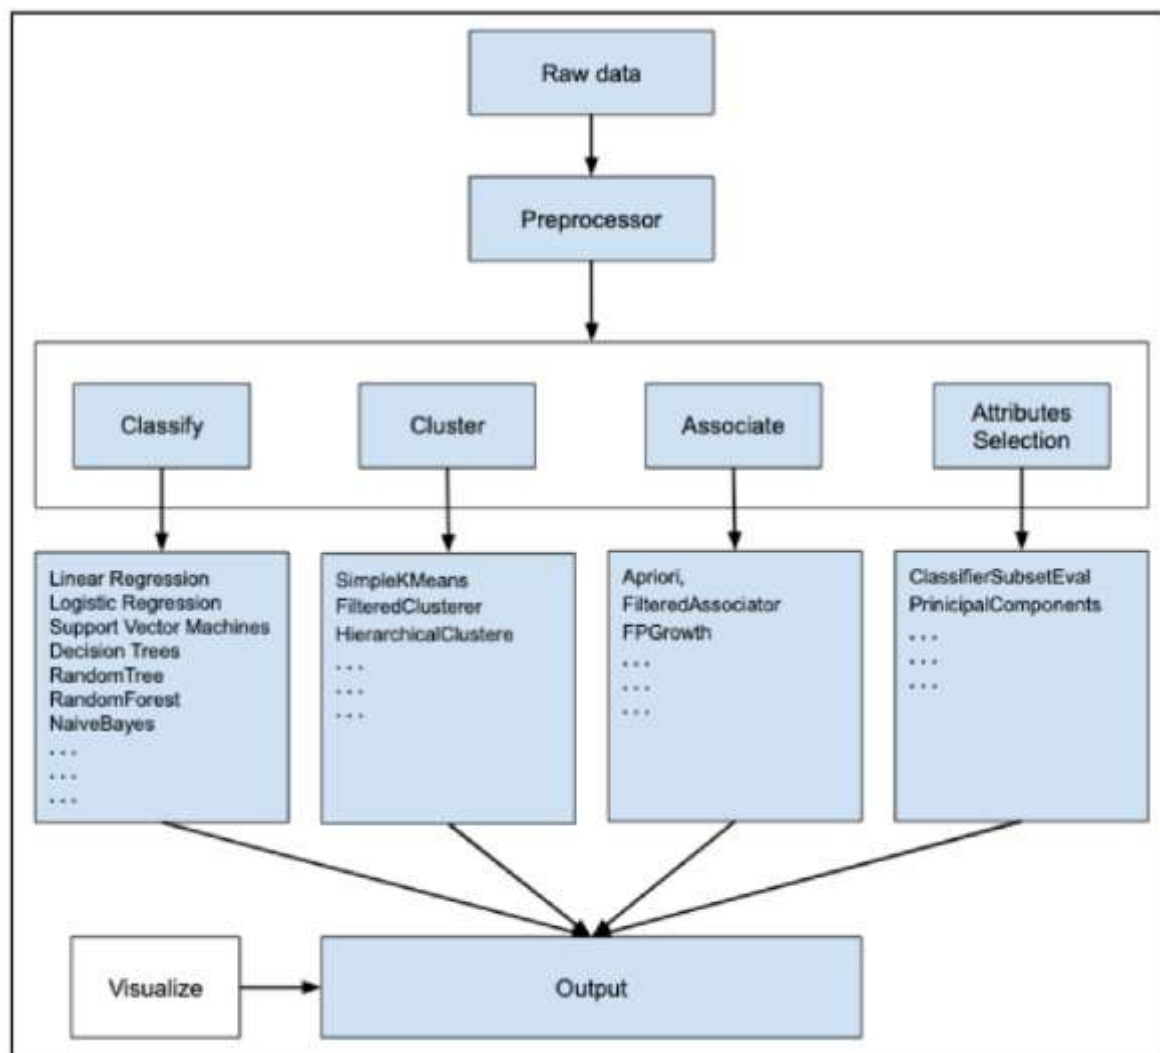 Raw data
Preprocessor
Classify
Cluster
Associate
Attributes
Selection
Linear Regression
Logistic Regression
Support Vector Machines
Decision Trees
RandomTree
RandomForest
NaiveBayes
. . .
. . .
. . .
SimpleKMeans
FilteredClusterer
HierarchicalClustere
. . .
. . .
. . .
Apriori,
FilteredAssociator
FPGrowth
. . .
. . .
. . .
ClassifierSubsetEval
PrinicipalComponents
. . .
. . .
. . .
Visualize
Output